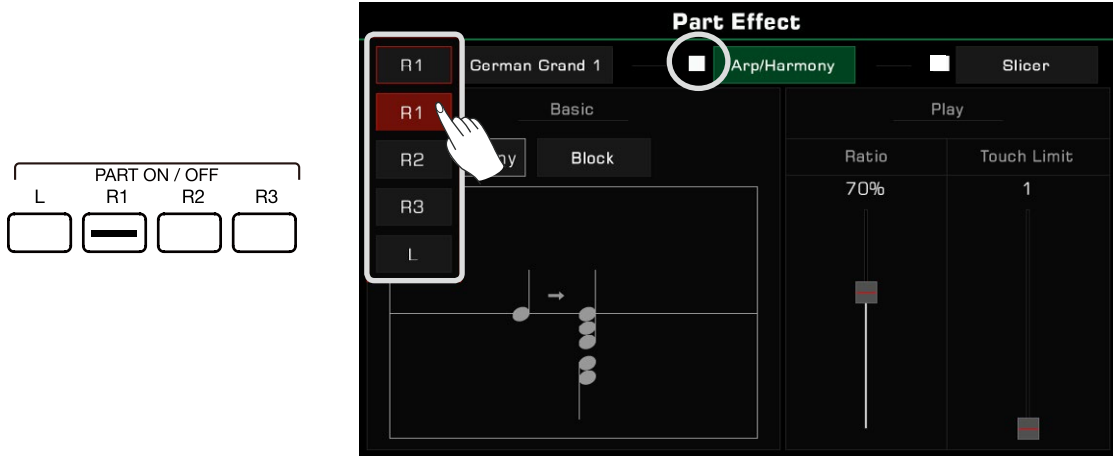 PART ON / OFF
L R1 R2 R3
Part Effect
R1 German Grand 1 Arp/Harmony Slicer
R1 Basic Play
R2 ny Block Ratio Touch Limit
70% 1
R3
L